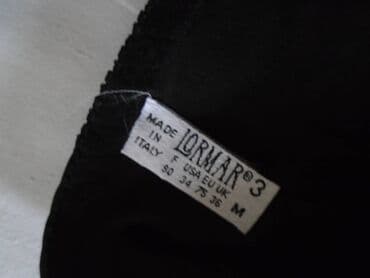 MADE
IN
ITALY
LORMAR®3
F USA EU UK
90 34 75 36
M